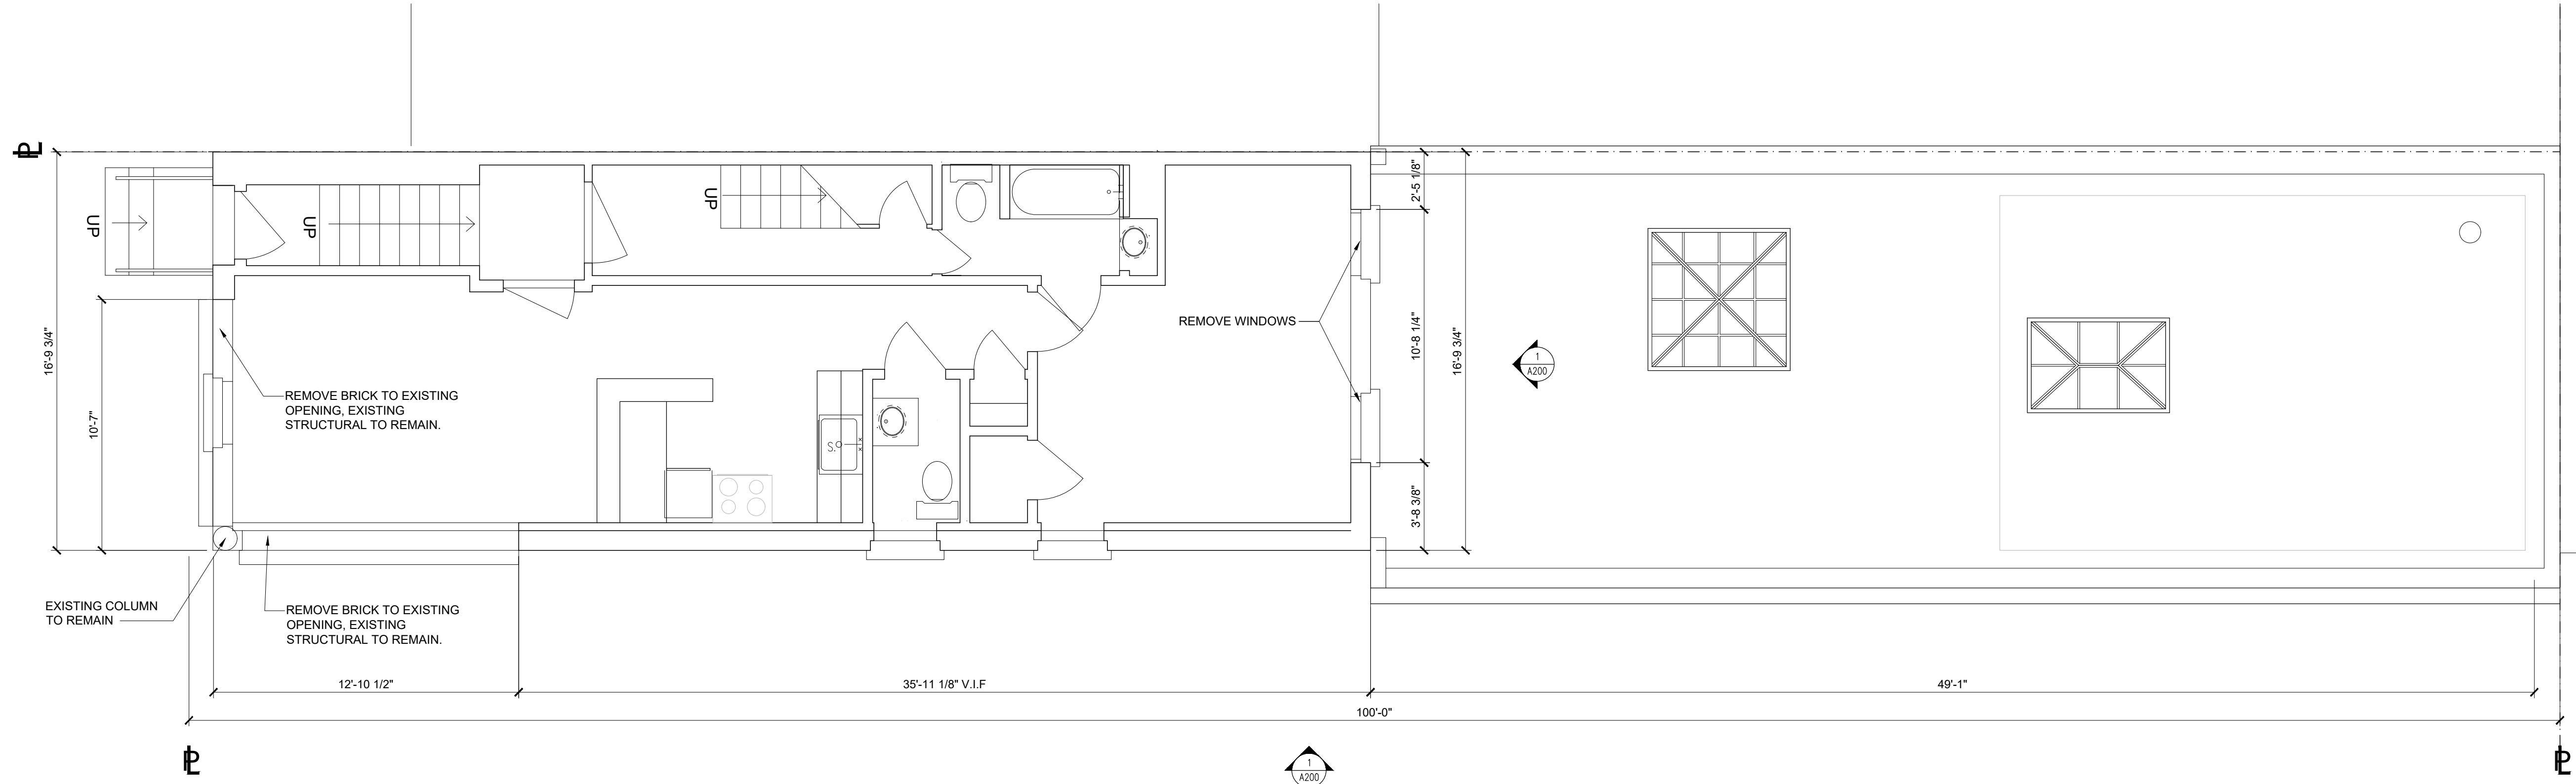 PL
UP
UP
UP
16'-9 3/4"
10'-7"
REMOVE BRICK TO EXISTING
OPENING, EXISTING
STRUCTURAL TO REMAIN.
S.
REMOVE WINDOWS
2'-5 1/8"
10'-8 1/4"
3'-8 3/8"
16'-9 3/4"
1
A200
EXISTING COLUMN
TO REMAIN
REMOVE BRICK TO EXISTING
OPENING, EXISTING
STRUCTURAL TO REMAIN.
12'-10 1/2"
35'-11 1/8" V.I.F
49'-1"
100'-0"
PL
1
A200
PL